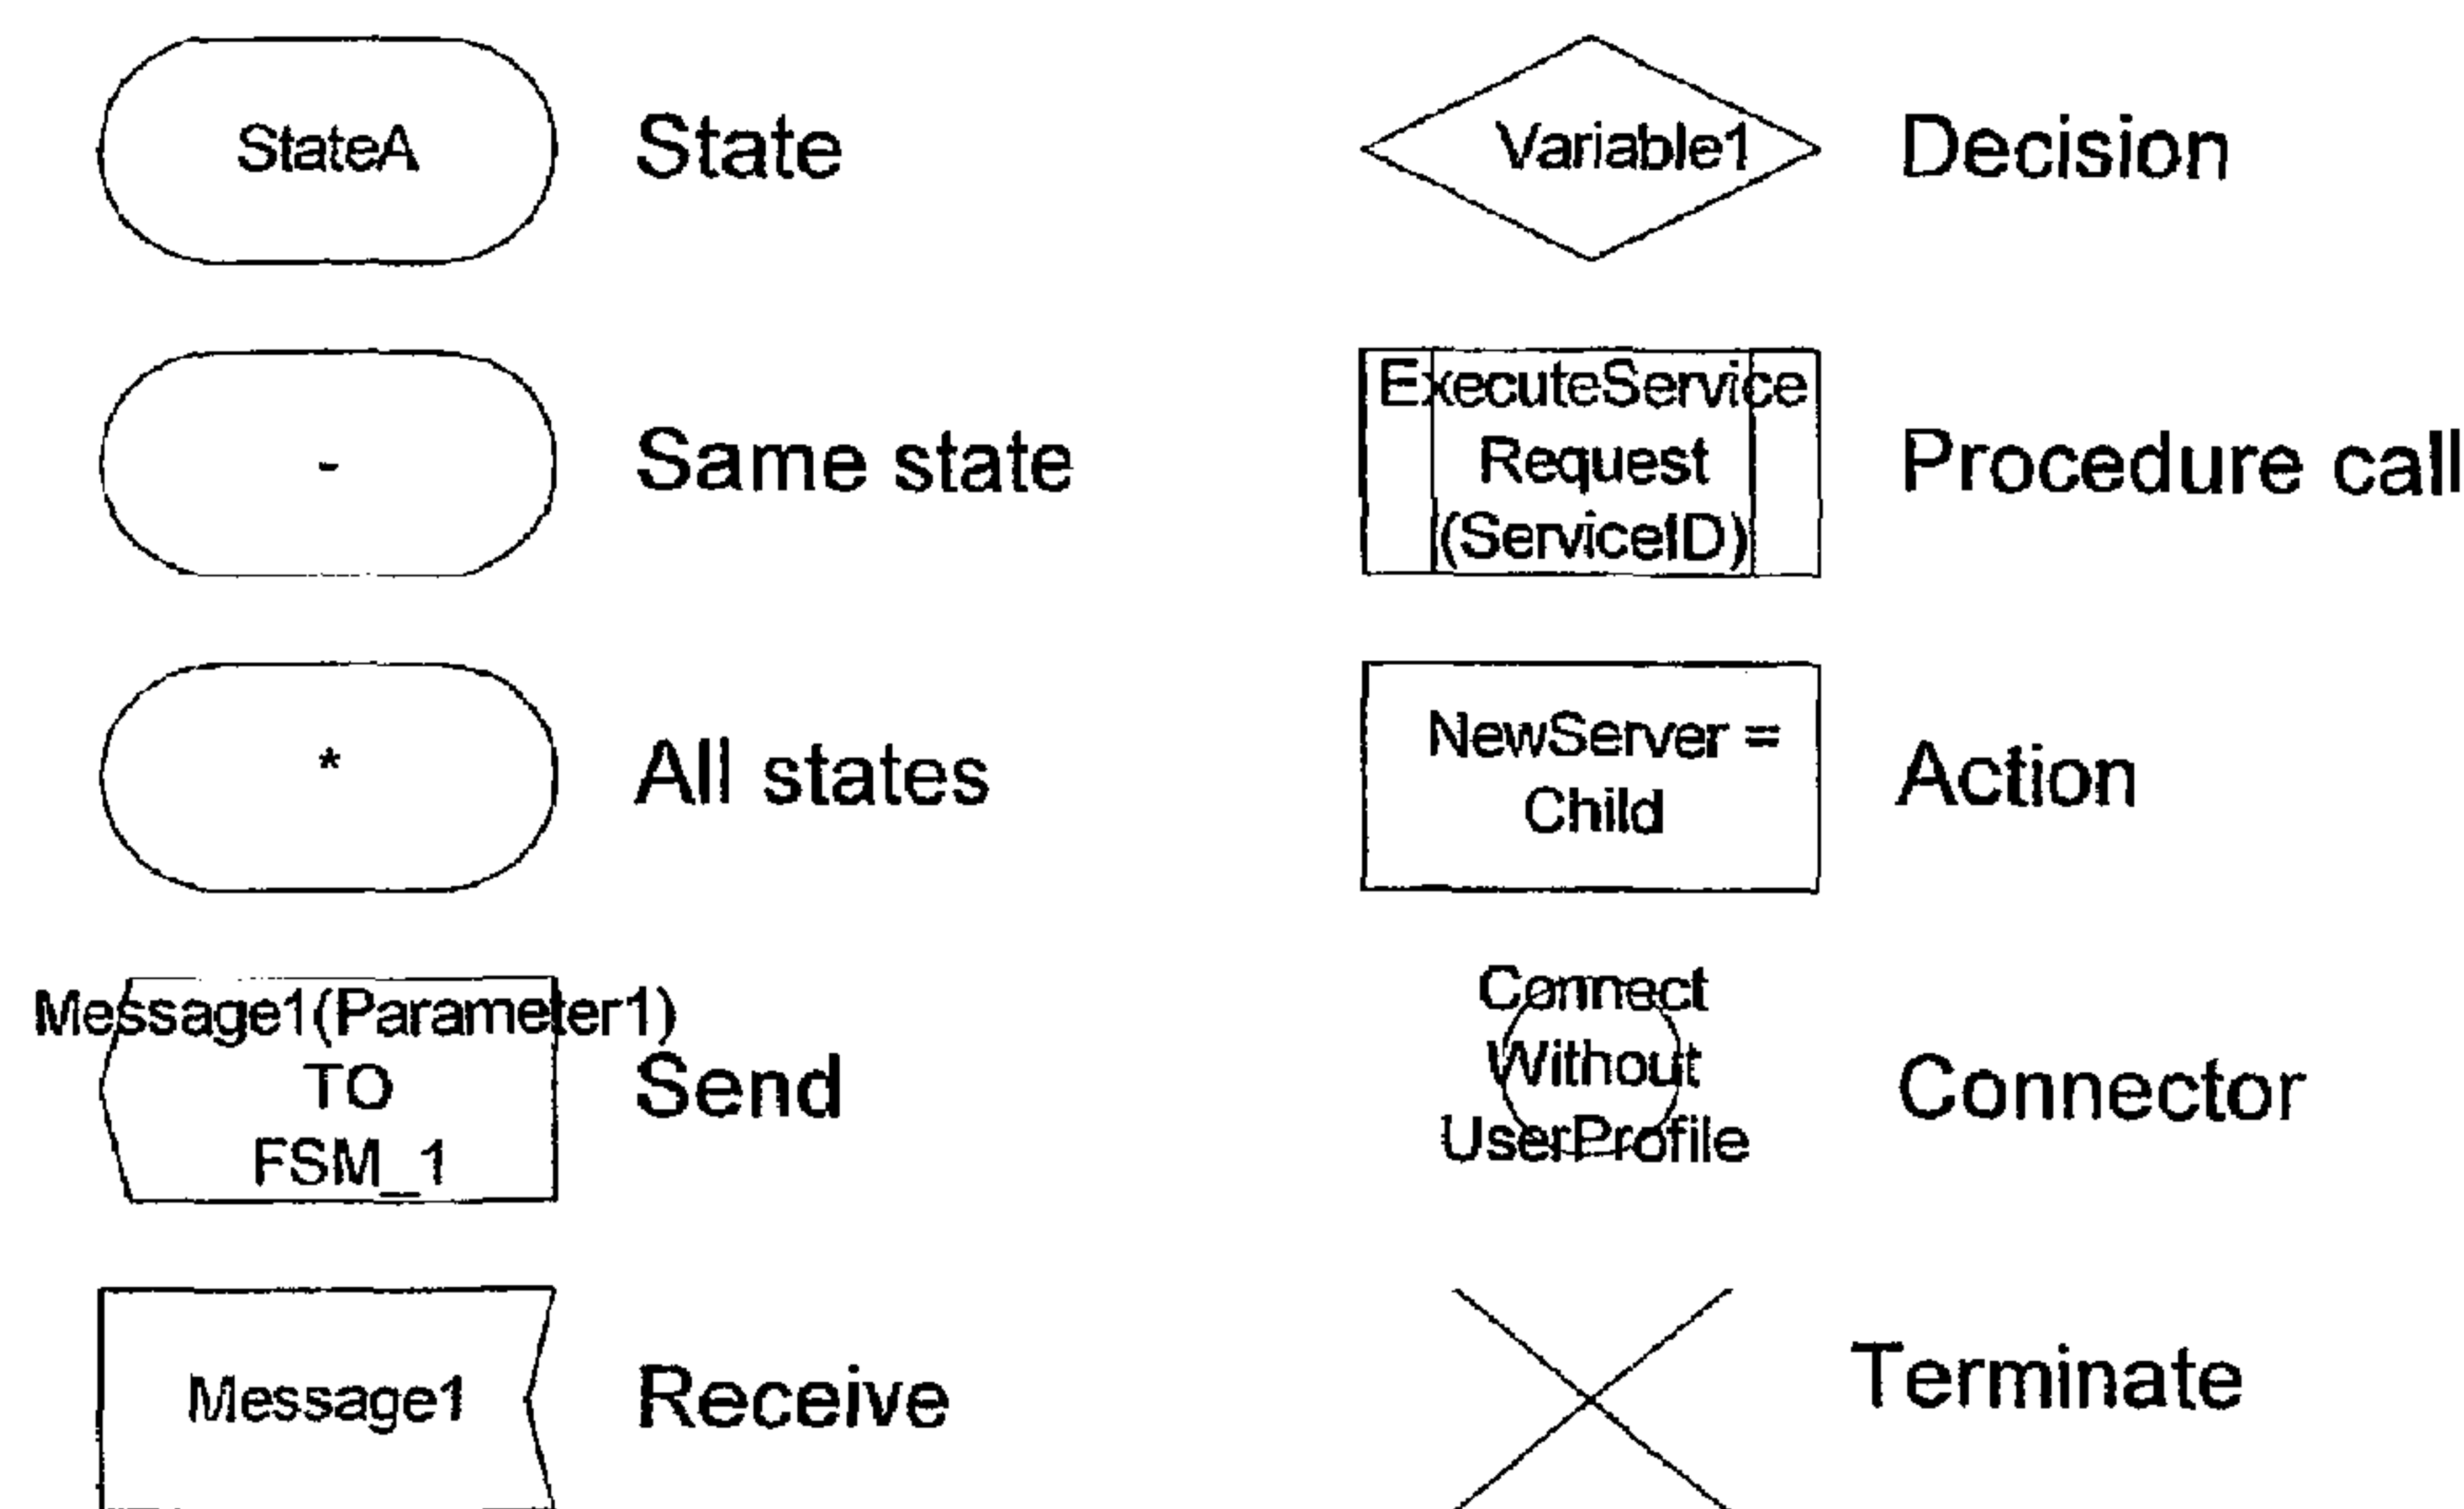 StateA
State
Variable1
Decision
-
Same state
ExecuteService
Request
(ServiceID)
Procedure call
*
All states
NewServer =
Child
Action
Message1(Parameter1)
TO
FSM_1
Send
Connect
Without
UserProfile
Connector
Message1
Receive
Terminate